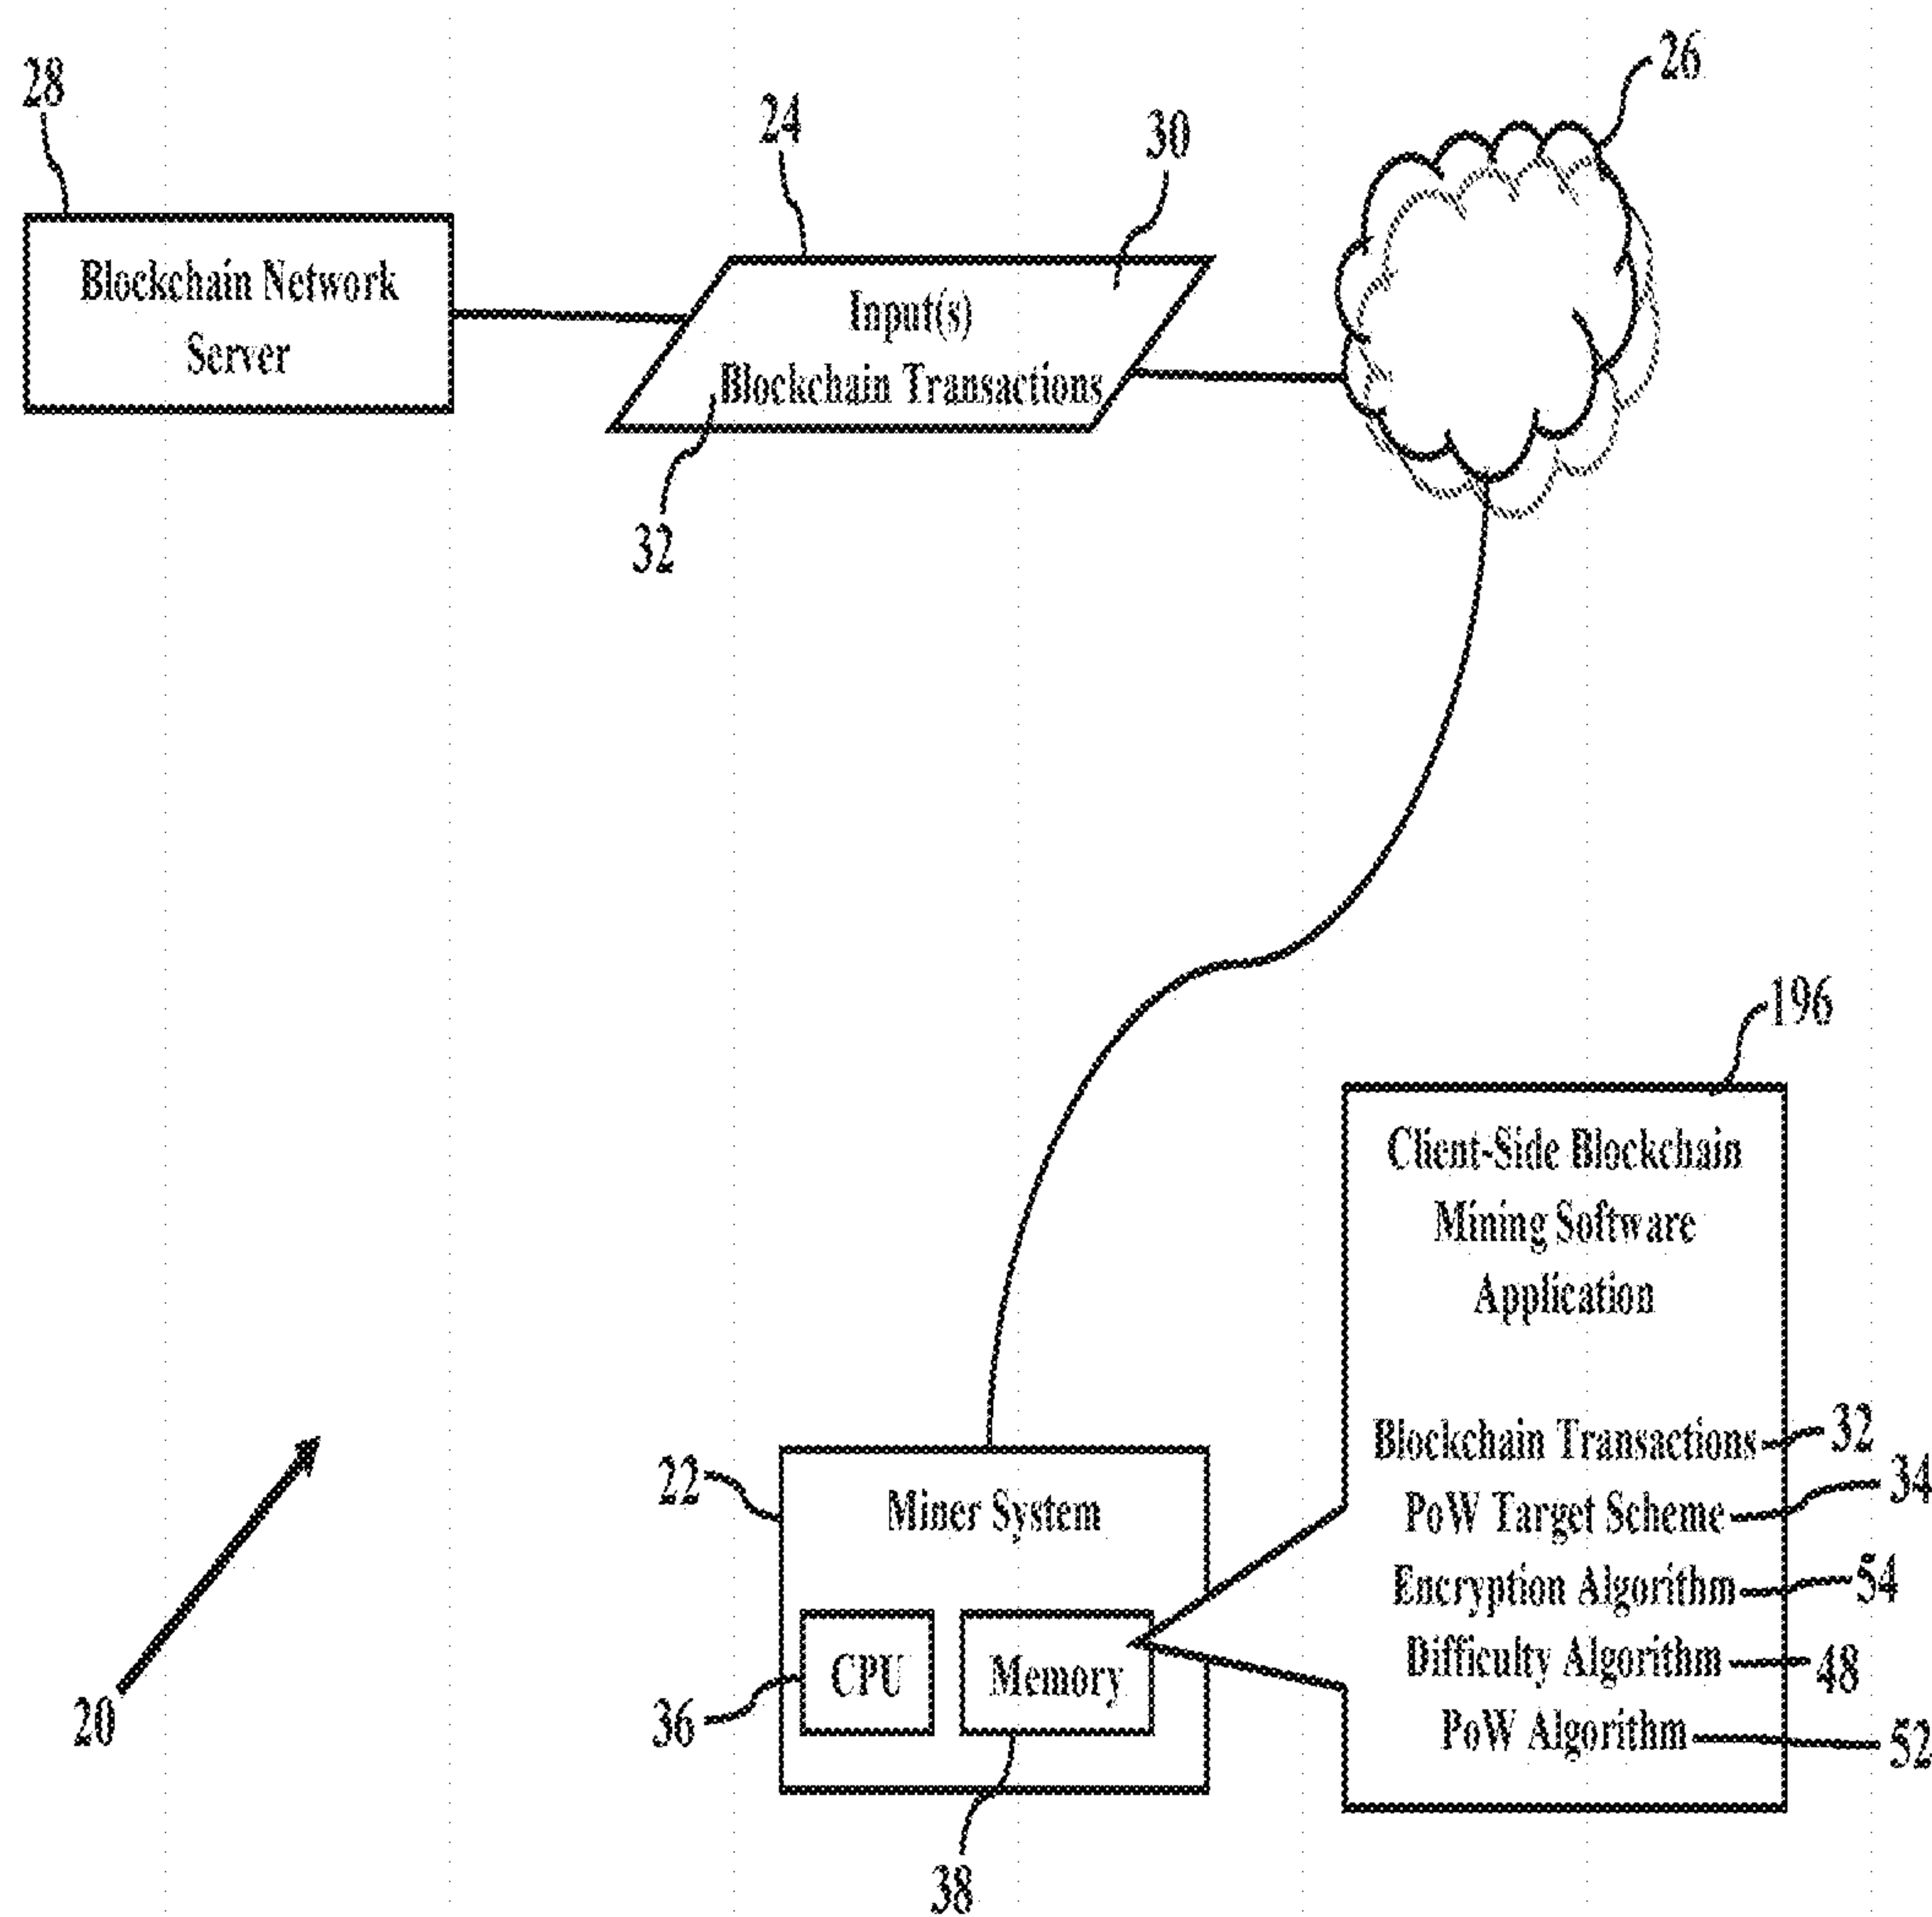 28
24
30
26
Blockchain Network
Server
Input(s)
Blockchain Transactions
32
196
Client-Side Blockchain
Mining Software
Application
Blockchain Transactions 32
PoW Target Scheme 34
Encryption Algorithm 54
Difficulty Algorithm 48
PoW Algorithm 52
22
Miner System
CPU
Memory
36
38
20